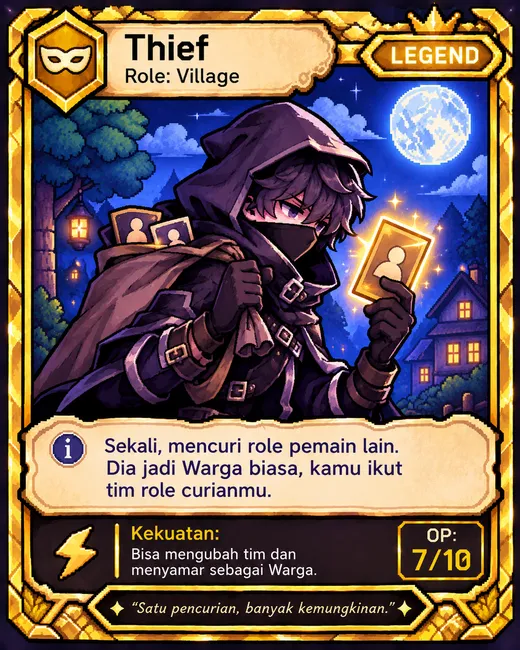 Thief
Role: Village
LEGEND
Sekali, mencuri role pemain lain.
Dia jadi Warga biasa, kamu ikut
tim role curianmu.
Kekuatan:
Bisa mengubah tim dan
menyamar sebagai Warga.
OP:
7/10
“Satu pencurian, banyak kemungkinan.”